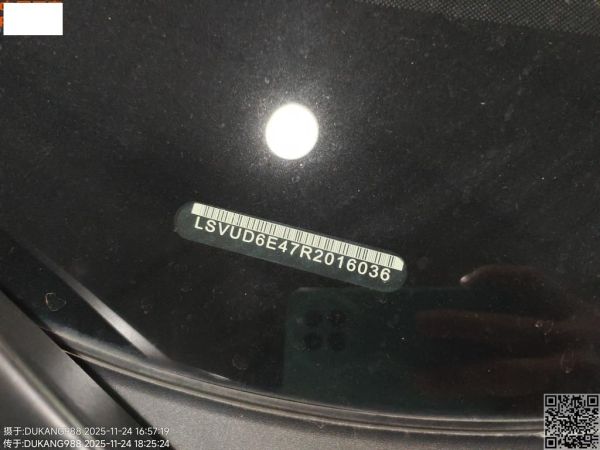 LSVUD6E47R2016036
摄于:DUKANG988 2025-11-24 16:57:19
传于:DUKANG988 2025-11-24 18:25:24